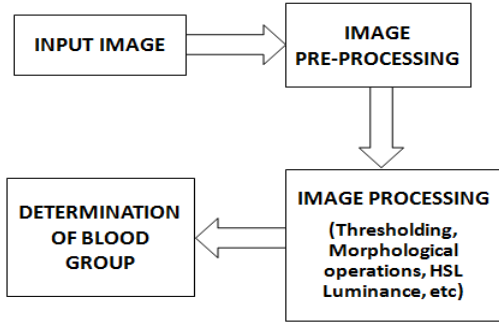 INPUT IMAGE
IMAGE
PRE-PROCESSING
IMAGE PROCESSING
(Thresholding,
Morphological
operations, HSL
Luminance, etc)
DETERMINATION
OF BLOOD
GROUP